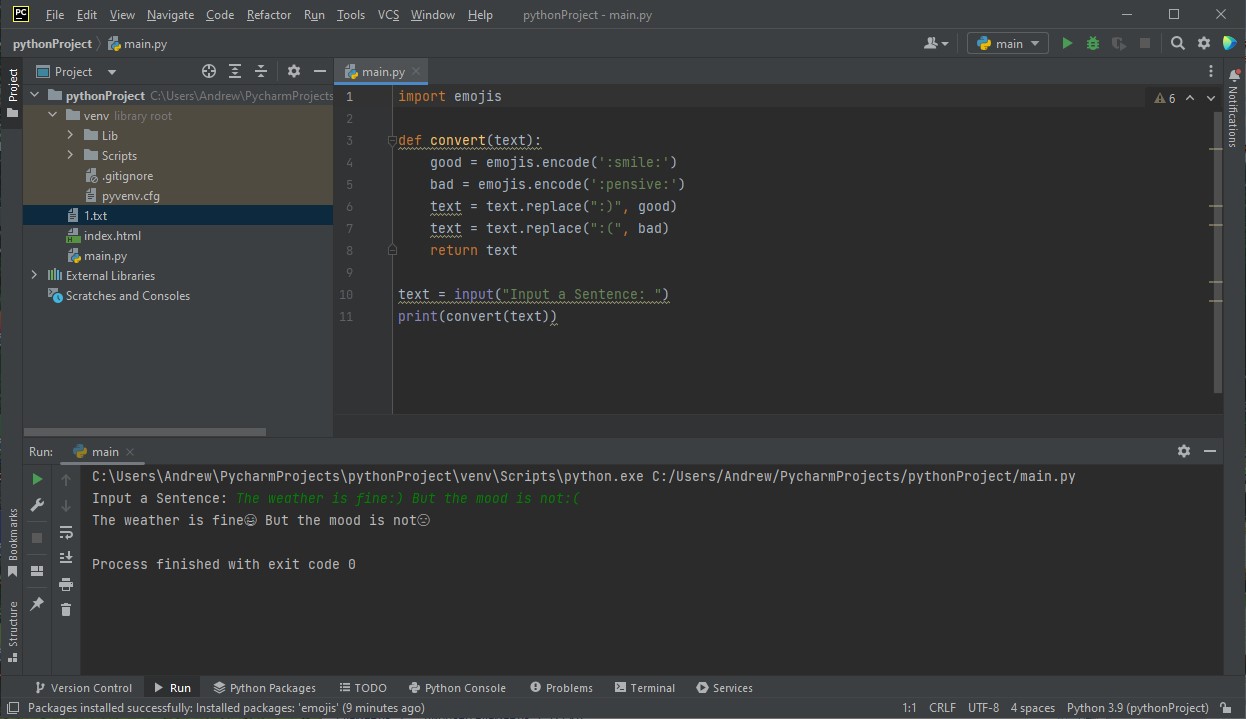 PC File Edit View Navigate Code Refactor Run Tools VCS Window Help pythonProject - main.py
pythonProject main.py main
Project
Project main.py
pythonProject C:\Users\Andrew\PycharmProjects
venv library root
Lib
Scripts
.gitignore
pyvenv.cfg
1.txt
index.html
main.py
External Libraries
Scratches and Consoles
1 import emojis
6
2
3 def convert(text):
4 good = emojis.encode(':smile:')
5 bad = emojis.encode(':pensive:')
6 text = text.replace(":)", good)
7 text = text.replace(":(", bad)
8 return text
9
10 text = input("Input a Sentence: ")
11 print(convert(text))
Notifications
Run: main
C:\Users\Andrew\PycharmProjects\pythonProject\venv\Scripts\python.exe C:/Users/Andrew/PycharmProjects/pythonProject/main.py
Input a Sentence: The weather is fine:) But the mood is not:(
The weather is fine😄 But the mood is not😔
Process finished with exit code 0
Bookmarks
Structure
Version Control Run Python Packages TODO Python Console Problems Terminal Services
Packages installed successfully: Installed packages: 'emojis' (9 minutes ago) 1:1 CRLF UTF-8 4 spaces Python 3.9 (pythonProject)